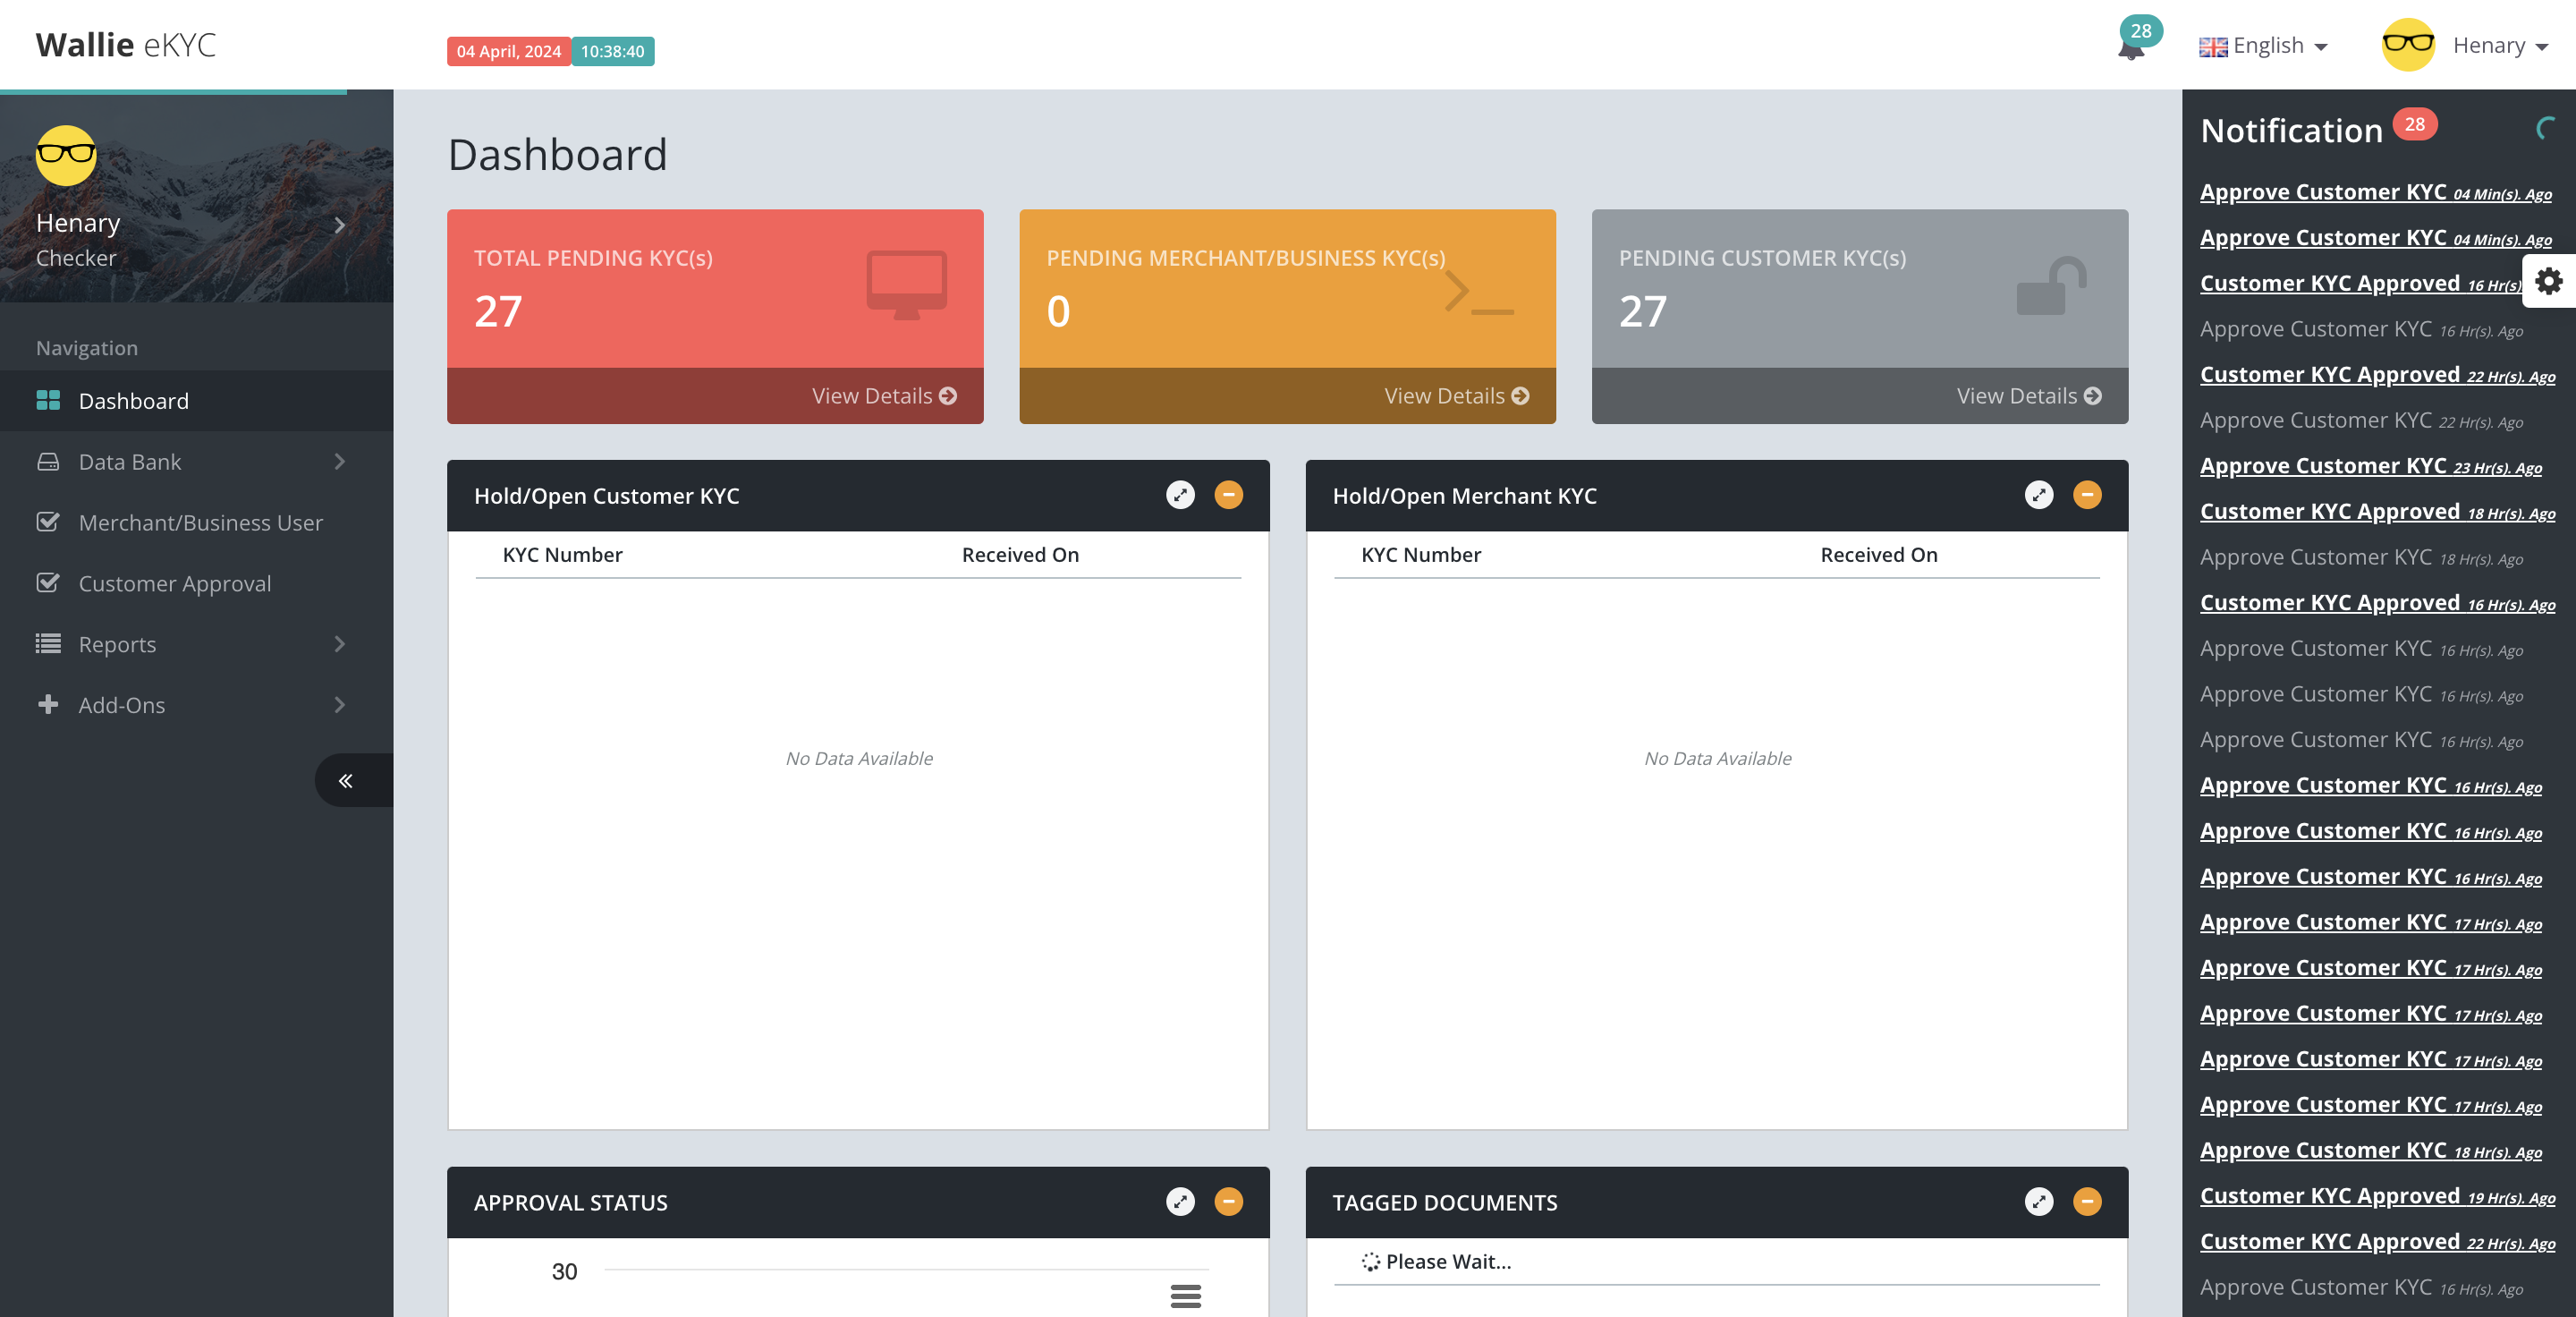 Wallie eKYC
04 April, 2024 10:38:40
28
English
Henary
Henary
Checker
Navigation
Dashboard
Data Bank
Merchant/Business User
Customer Approval
Reports
Add-Ons
Dashboard
TOTAL PENDING KYC(s)
27
View Details
PENDING MERCHANT/BUSINESS KYC(s)
0
View Details
PENDING CUSTOMER KYC(s)
27
View Details
Hold/Open Customer KYC
KYC Number Received On
No Data Available
Hold/Open Merchant KYC
KYC Number Received On
No Data Available
APPROVAL STATUS
30
TAGGED DOCUMENTS
Please Wait...
Notification 28
Approve Customer KYC 04 Min(s). Ago
Approve Customer KYC 04 Min(s). Ago
Customer KYC Approved 16 Hr(s)
Approve Customer KYC 16 Hr(s). Ago
Customer KYC Approved 22 Hr(s). Ago
Approve Customer KYC 22 Hr(s). Ago
Approve Customer KYC 23 Hr(s). Ago
Customer KYC Approved 18 Hr(s). Ago
Approve Customer KYC 18 Hr(s). Ago
Customer KYC Approved 16 Hr(s). Ago
Approve Customer KYC 16 Hr(s). Ago
Approve Customer KYC 16 Hr(s). Ago
Approve Customer KYC 16 Hr(s). Ago
Approve Customer KYC 16 Hr(s). Ago
Approve Customer KYC 16 Hr(s). Ago
Approve Customer KYC 16 Hr(s). Ago
Approve Customer KYC 17 Hr(s). Ago
Approve Customer KYC 17 Hr(s). Ago
Approve Customer KYC 17 Hr(s). Ago
Approve Customer KYC 17 Hr(s). Ago
Approve Customer KYC 17 Hr(s). Ago
Approve Customer KYC 18 Hr(s). Ago
Customer KYC Approved 19 Hr(s). Ago
Customer KYC Approved 22 Hr(s). Ago
Approve Customer KYC 16 Hr(s). Ago